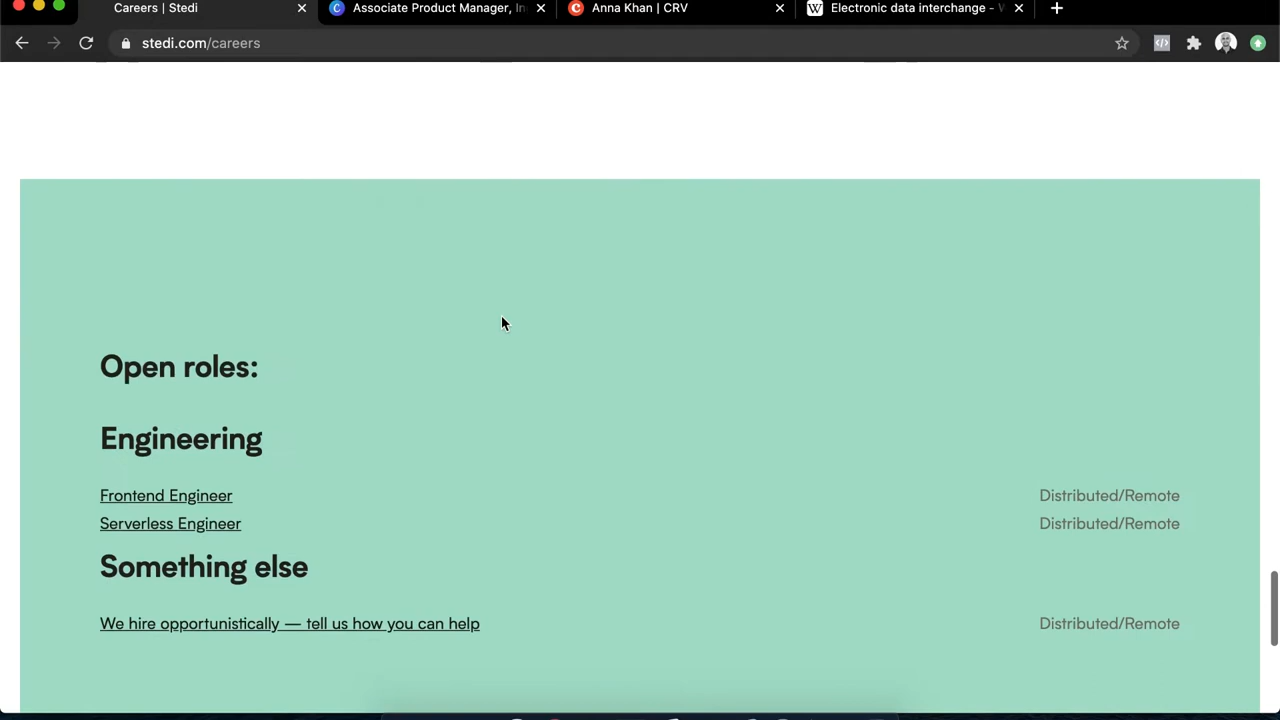 Careers | Stedi
Associate Product Manager, In
Anna Khan | CRV
Electronic data interchange - W
stedi.com/careers
Open roles:
Engineering
Frontend Engineer Distributed/Remote
Serverless Engineer Distributed/Remote
Something else
We hire opportunistically — tell us how you can help Distributed/Remote